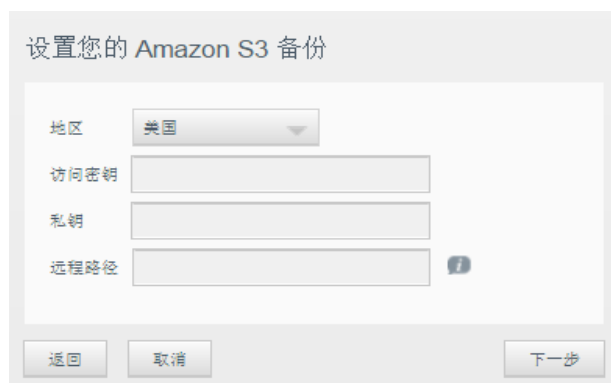 设置您的 Amazon S3 备份
地区 美国
访问密钥
私钥
远程路径
返回 取消 下一步